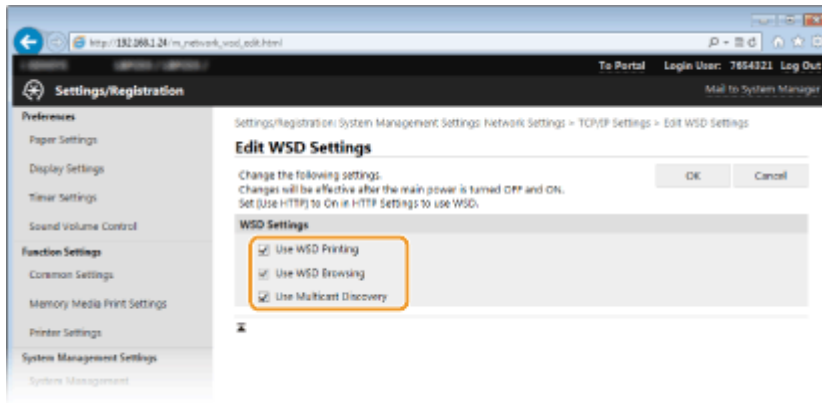 http://192.168.1.24/m_network_wsd_edit.html
To Portal Login User: 7654321 Log Out
Settings/Registration
Mail to System Manager
Preferences
Paper Settings
Display Settings
Timer Settings
Sound Volume Control
Function Settings
Common Settings
Memory Media Print Settings
Printer Settings
System Management Settings
System Management
Settings/Registration: System Management Settings: Network Settings > TCP/IP Settings > Edit WSD Settings
Edit WSD Settings
Change the following settings.
Changes will be effective after the main power is turned OFF and ON.
Set [Use HTTP] to On in HTTP Settings to use WSD.
OK
Cancel
WSD Settings
Use WSD Printing
Use WSD Browsing
Use Multicast Discovery